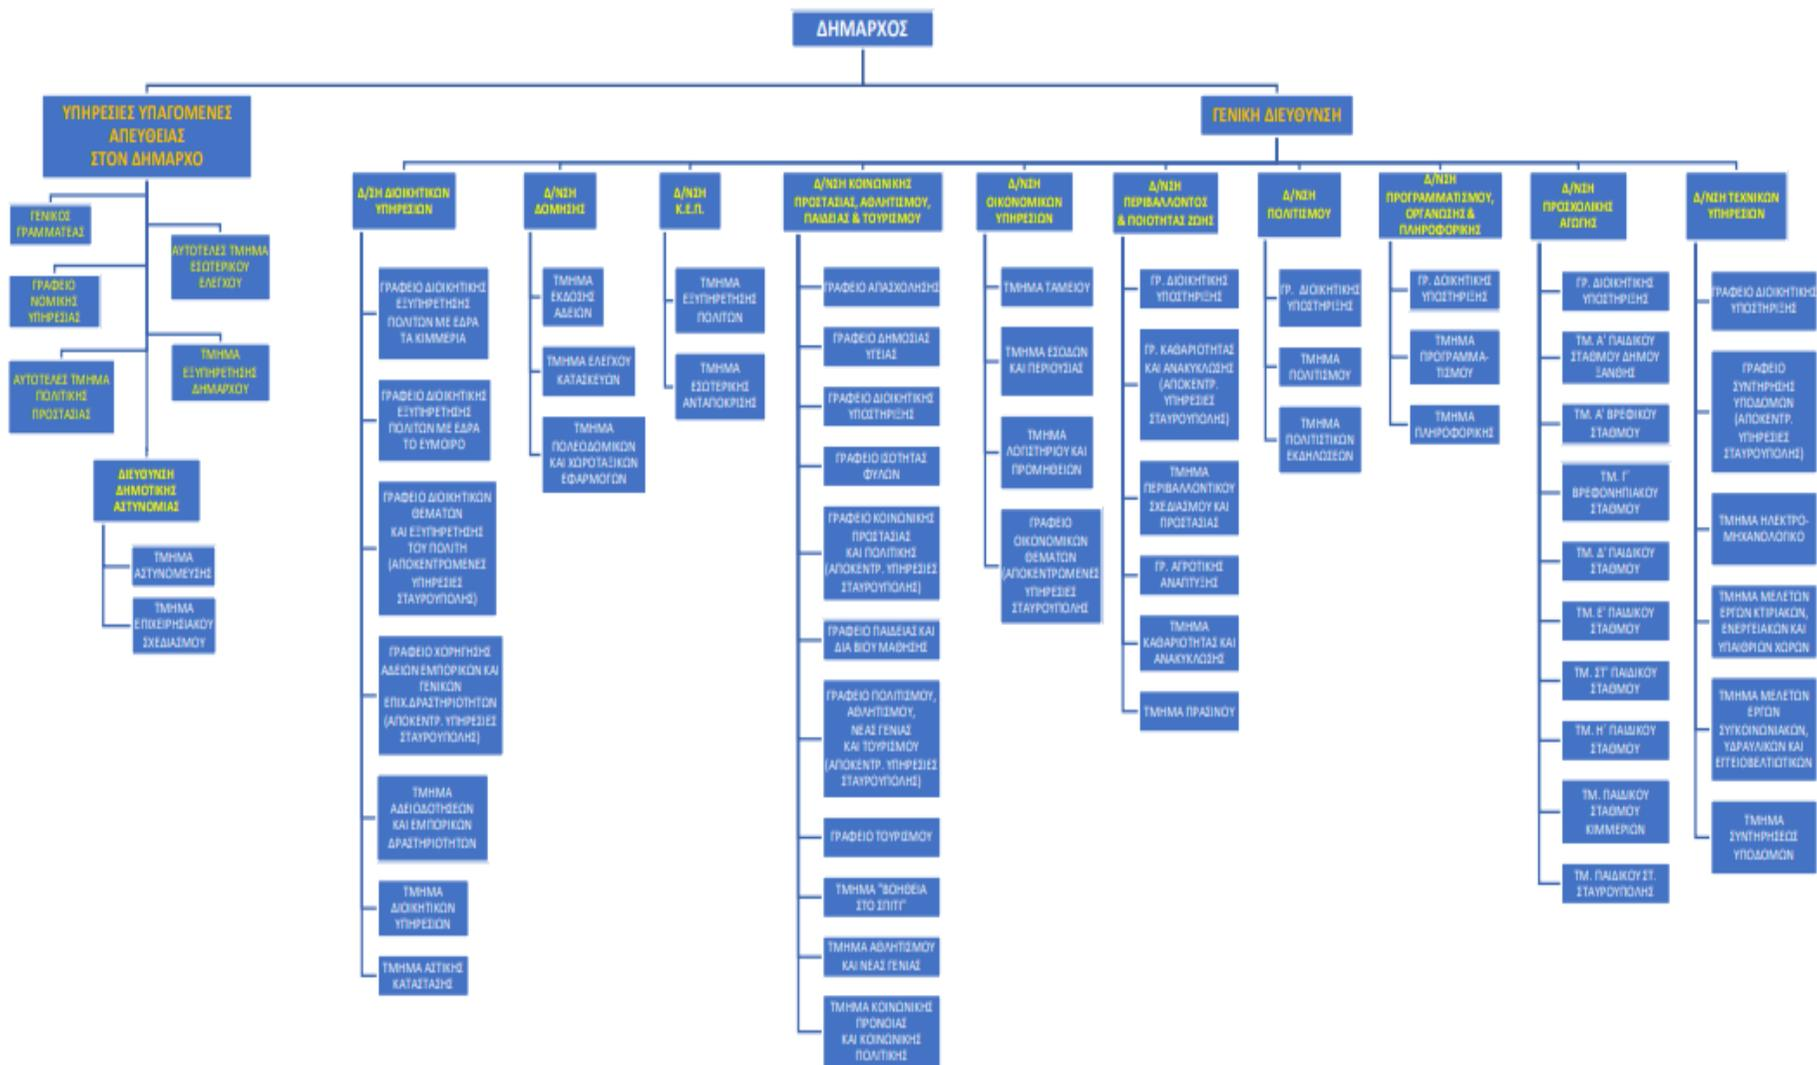 ΔΗΜΑΡΧΟΣ
ΥΠΗΡΕΣΙΕΣ ΥΠΑΓΟΜΕΝΕΣ
ΑΠΕΥΘΕΙΑΣ
ΣΤΟΝ ΔΗΜΑΡΧΟ
ΓΕΝΙΚΟΣ
ΓΡΑΜΜΑΤΕΑΣ
ΑΥΤΟΤΕΛΕΣ ΤΜΗΜΑ
ΕΣΩΤΕΡΙΚΟΥ
ΕΛΕΓΧΟΥ
ΓΡΑΦΕΙΟ
ΝΟΜΙΚΗΣ
ΥΠΗΡΕΣΙΑΣ
ΤΜΗΜΑ
ΕΞΥΠΗΡΕΤΗΣΗΣ
ΔΗΜΑΡΧΟΥ
ΑΥΤΟΤΕΛΕΣ ΤΜΗΜΑ
ΠΟΛΙΤΙΚΗΣ
ΠΡΟΣΤΑΣΙΑΣ
ΔΙΕΥΘΥΝΣΗ
ΔΗΜΟΤΙΚΗΣ
ΑΣΤΥΝΟΜΙΑΣ
ΤΜΗΜΑ
ΑΣΤΥΝΟΜΕΥΣΗΣ
ΤΜΗΜΑ
ΕΠΙΧΕΙΡΗΣΙΑΚΟΥ
ΣΧΕΔΙΑΣΜΟΥ
ΓΕΝΙΚΗ ΔΙΕΥΘΥΝΣΗ
Δ/ΣΗ ΔΙΟΙΚΗΤΙΚΩΝ
ΥΠΗΡΕΣΙΩΝ
ΓΡΑΦΕΙΟ ΔΙΟΙΚΗΤΙΚΗΣ
ΕΞΥΠΗΡΕΤΗΣΗΣ
ΠΟΛΙΤΩΝ ΜΕ ΕΔΡΑ
ΤΑ ΚΙΜΜΕΡΙΑ
ΓΡΑΦΕΙΟ ΔΙΟΙΚΗΤΙΚΗΣ
ΕΞΥΠΗΡΕΤΗΣΗΣ
ΠΟΛΙΤΩΝ ΜΕ ΕΔΡΑ
ΤΟ ΕΥΜΟΙΡΟ
ΓΡΑΦΕΙΟ ΔΙΟΙΚΗΤΙΚΩΝ
ΘΕΜΑΤΩΝ
ΚΑΙ ΕΞΥΠΗΡΕΤΗΣΗΣ
ΤΟΥ ΠΟΛΙΤΗ
(ΑΠΟΚΕΝΤΡΩΜΕΝΕΣ
ΥΠΗΡΕΣΙΕΣ
ΣΤΑΥΡΟΥΠΟΛΗΣ)
ΓΡΑΦΕΙΟ ΧΟΡΗΓΗΣΗΣ
ΑΔΕΙΩΝ ΕΜΠΟΡΙΚΩΝ ΚΑΙ
ΓΕΝΙΚΩΝ
ΕΠΙΧ.ΔΡΑΣΤΗΡΙΟΤΗΤΩΝ
(ΑΠΟΚΕΝΤΡ. ΥΠΗΡΕΣΙΕΣ
ΣΤΑΥΡΟΥΠΟΛΗΣ)
ΤΜΗΜΑ
ΑΔΕΙΟΔΟΤΗΣΕΩΝ
ΚΑΙ ΕΜΠΟΡΙΚΩΝ
ΔΡΑΣΤΗΡΙΟΤΗΤΩΝ
ΤΜΗΜΑ
ΔΙΟΙΚΗΤΙΚΩΝ
ΥΠΗΡΕΣΙΩΝ
ΤΜΗΜΑ ΑΣΤΙΚΗΣ
ΚΑΤΑΣΤΑΣΗΣ
Δ/ΝΣΗ
ΔΟΜΗΣΗΣ
ΤΜΗΜΑ
ΕΚΔΟΣΗΣ
ΑΔΕΙΩΝ
ΤΜΗΜΑ ΕΛΕΓΧΟΥ
ΚΑΤΑΣΚΕΥΩΝ
ΤΜΗΜΑ
ΠΟΛΕΟΔΟΜΙΚΩΝ
ΚΑΙ ΧΩΡΟΤΑΞΙΚΩΝ
ΕΦΑΡΜΟΓΩΝ
Δ/ΝΣΗ
Κ.Ε.Π.
ΤΜΗΜΑ
ΕΞΥΠΗΡΕΤΗΣΗΣ
ΠΟΛΙΤΩΝ
ΤΜΗΜΑ
ΕΣΩΤΕΡΙΚΗΣ
ΑΝΤΑΠΟΚΡΙΣΗΣ
Δ/ΝΣΗ ΚΟΙΝΩΝΙΚΗΣ
ΠΡΟΣΤΑΣΙΑΣ, ΑΘΛΗΤΙΣΜΟΥ,
ΠΑΙΔΕΙΑΣ & ΤΟΥΡΙΣΜΟΥ
ΓΡΑΦΕΙΟ ΑΠΑΣΧΟΛΗΣΗΣ
ΓΡΑΦΕΙΟ ΔΗΜΟΣΙΑΣ
ΥΓΕΙΑΣ
ΓΡΑΦΕΙΟ ΔΙΟΙΚΗΤΙΚΗΣ
ΥΠΟΣΤΗΡΙΞΗΣ
ΓΡΑΦΕΙΟ ΙΣΟΤΗΤΑΣ
ΦΥΛΩΝ
ΓΡΑΦΕΙΟ ΚΟΙΝΩΝΙΚΗΣ
ΠΡΟΣΤΑΣΙΑΣ
ΚΑΙ ΠΟΛΙΤΙΚΗΣ
(ΑΠΟΚΕΝΤΡ. ΥΠΗΡΕΣΙΕΣ
ΣΤΑΥΡΟΥΠΟΛΗΣ)
ΓΡΑΦΕΙΟ ΠΑΙΔΕΙΑΣ ΚΑΙ
ΔΙΑ ΒΙΟΥ ΜΑΘΗΣΗΣ
ΓΡΑΦΕΙΟ ΠΟΛΙΤΙΣΜΟΥ,
ΑΘΛΗΤΙΣΜΟΥ,
ΝΕΑΣ ΓΕΝΙΑΣ
ΚΑΙ ΤΟΥΡΙΣΜΟΥ
(ΑΠΟΚΕΝΤΡ. ΥΠΗΡΕΣΙΕΣ
ΣΤΑΥΡΟΥΠΟΛΗΣ)
ΓΡΑΦΕΙΟ ΤΟΥΡΙΣΜΟΥ
ΤΜΗΜΑ "ΒΟΗΘΕΙΑ
ΣΤΟ ΣΠΙΤΙ"
ΤΜΗΜΑ ΑΘΛΗΤΙΣΜΟΥ
ΚΑΙ ΝΕΑΣ ΓΕΝΙΑΣ
ΤΜΗΜΑ ΚΟΙΝΩΝΙΚΗΣ
ΠΡΟΝΟΙΑΣ
ΚΑΙ ΚΟΙΝΩΝΙΚΗΣ
ΠΟΛΙΤΙΚΗΣ
Δ/ΝΣΗ
ΟΙΚΟΝΟΜΙΚΩΝ
ΥΠΗΡΕΣΙΩΝ
ΤΜΗΜΑ ΤΑΜΕΙΟΥ
ΤΜΗΜΑ ΕΣΟΔΩΝ
ΚΑΙ ΠΕΡΙΟΥΣΙΑΣ
ΤΜΗΜΑ
ΛΟΓΙΣΤΗΡΙΟΥ ΚΑΙ
ΠΡΟΜΗΘΕΙΩΝ
ΓΡΑΦΕΙΟ
ΟΙΚΟΝΟΜΙΚΩΝ
ΘΕΜΑΤΩΝ
(ΑΠΟΚΕΝΤΡΩΜΕΝΕΣ
ΥΠΗΡΕΣΙΕΣ
ΣΤΑΥΡΟΥΠΟΛΗΣ
Δ/ΝΣΗ
ΠΕΡΙΒΑΛΛΟΝΤΟΣ
& ΠΟΙΟΤΗΤΑΣ ΖΩΗΣ
ΓΡ. ΔΙΟΙΚΗΤΙΚΗΣ
ΥΠΟΣΤΗΡΙΞΗΣ
ΓΡ. ΚΑΘΑΡΙΟΤΗΤΑΣ
ΚΑΙ ΑΝΑΚΥΚΛΩΣΗΣ
(ΑΠΟΚΕΝΤΡ.
ΥΠΗΡΕΣΙΕΣ
ΣΤΑΥΡΟΥΠΟΛΗΣ)
ΤΜΗΜΑ
ΠΕΡΙΒΑΛΛΟΝΤΙΚΟΥ
ΣΧΕΔΙΑΣΜΟΥ ΚΑΙ
ΠΡΟΣΤΑΣΙΑΣ
ΓΡ. ΑΓΡΟΤΙΚΗΣ
ΑΝΑΠΤΥΞΗΣ
ΤΜΗΜΑ
ΚΑΘΑΡΙΟΤΗΤΑΣ ΚΑΙ
ΑΝΑΚΥΚΛΩΣΗΣ
ΤΜΗΜΑ ΠΡΑΣΙΝΟΥ
Δ/ΝΣΗ
ΠΟΛΙΤΙΣΜΟΥ
ΓΡ. ΔΙΟΙΚΗΤΙΚΗΣ
ΥΠΟΣΤΗΡΙΞΗΣ
ΤΜΗΜΑ
ΠΟΛΙΤΙΣΜΟΥ
ΤΜΗΜΑ
ΠΟΛΙΤΙΣΤΙΚΩΝ
ΕΚΔΗΛΩΣΕΩΝ
Δ/ΝΣΗ
ΠΡΟΓΡΑΜΜΑΤΙΣΜΟΥ,
ΟΡΓΑΝΩΣΗΣ &
ΠΛΗΡΟΦΟΡΙΚΗΣ
ΓΡ. ΔΟΙΚΗΤΙΚΗΣ
ΥΠΟΣΤΗΡΙΞΗΣ
ΤΜΗΜΑ
ΠΡΟΓΡΑΜΜΑ-
ΤΙΣΜΟΥ
ΤΜΗΜΑ
ΠΛΗΡΟΦΟΡΙΚΗΣ
Δ/ΝΣΗ
ΠΡΟΣΧΟΛΙΚΗΣ
ΑΓΩΓΗΣ
ΓΡ. ΔΙΟΙΚΗΤΙΚΗΣ
ΥΠΟΣΤΗΡΙΞΗΣ
ΤΜ. Α' ΠΑΙΔΙΚΟΥ
ΣΤΑΘΜΟΥ ΔΗΜΟΥ
ΞΑΝΘΗΣ
ΤΜ. Α' ΒΡΕΦΙΚΟΥ
ΣΤΑΘΜΟΥ
ΤΜ. Γ΄
ΒΡΕΦΟΝΗΠΙΑΚΟΥ
ΣΤΑΘΜΟΥ
ΤΜ. Δ' ΠΑΙΔΙΚΟΥ
ΣΤΑΘΜΟΥ
ΤΜ. Ε' ΠΑΙΔΙΚΟΥ
ΣΤΑΘΜΟΥ
ΤΜ. ΣΤ' ΠΑΙΔΙΚΟΥ
ΣΤΑΘΜΟΥ
ΤΜ. Η΄ ΠΑΙΔΙΚΟΥ
ΣΤΑΘΜΟΥ
ΤΜ. ΠΑΙΔΙΚΟΥ
ΣΤΑΘΜΟΥ
ΚΙΜΜΕΡΙΩΝ
ΤΜ. ΠΑΙΔΙΚΟΥ ΣΤ.
ΣΤΑΥΡΟΥΠΟΛΗΣ
Δ/ΝΣΗ ΤΕΧΝΙΚΩΝ
ΥΠΗΡΕΣΙΩΝ
ΓΡΑΦΕΙΟ ΔΙΟΙΚΗΤΙΚΗΣ
ΥΠΟΣΤΗΡΙΞΗΣ
ΓΡΑΦΕΙΟ
ΣΥΝΤΗΡΗΣΗΣ
ΥΠΟΔΟΜΩΝ
(ΑΠΟΚΕΝΤΡ.
ΥΠΗΡΕΣΙΕΣ
ΣΤΑΥΡΟΥΠΟΛΗΣ)
ΤΜΗΜΑ ΗΛΕΚΤΡΟ-
ΜΗΧΑΝΟΛΟΓΙΚΟ
ΤΜΗΜΑ ΜΕΛΕΤΩΝ
ΕΡΓΩΝ ΚΤΙΡΙΑΚΩΝ,
ΕΝΕΡΓΕΙΑΚΩΝ ΚΑΙ
ΥΠΑΙΘΡΙΩΝ ΧΩΡΩΝ
ΤΜΗΜΑ ΜΕΛΕΤΩΝ
ΕΡΓΩΝ
ΣΥΓΚΟΙΝΩΝΙΑΚΩΝ,
ΥΔΡΑΥΛΙΚΩΝ ΚΑΙ
ΕΓΓΕΙΟΒΕΛΤΙΩΤΙΚΩΝ
ΤΜΗΜΑ
ΣΥΝΤΗΡΗΣΕΩΣ
ΥΠΟΔΟΜΩΝ